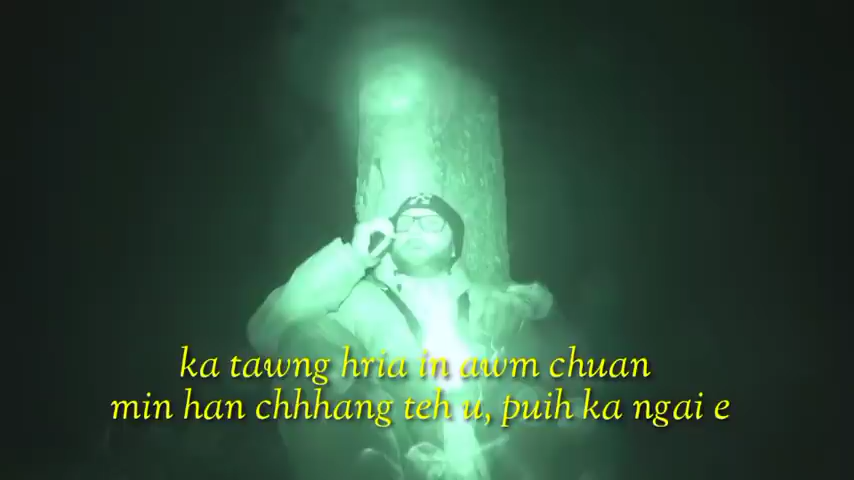 ka tawng hria in awm chuan
min han chhhang teh u, puih ka ngai e